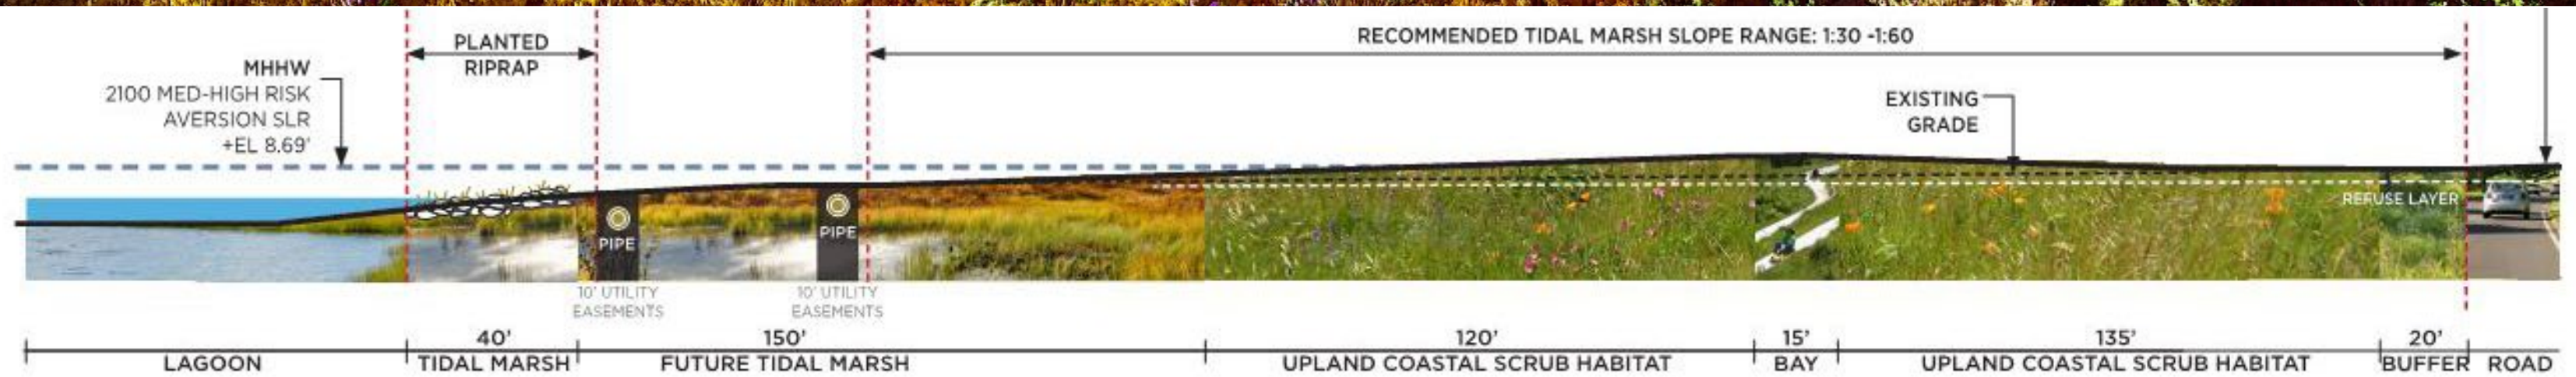 PLANTED
RIPRAP
RECOMMENDED TIDAL MARSH SLOPE RANGE: 1:30 -1:60
MHHW
2100 MED-HIGH RISK
AVERSION SLR
+EL 8.69'
EXISTING
GRADE
REFUSE LAYER
PIPE
PIPE
10' UTILITY
EASEMENTS
10' UTILITY
EASEMENTS
40'
150'
120'
15'
135'
20'
LAGOON
TIDAL MARSH
FUTURE TIDAL MARSH
UPLAND COASTAL SCRUB HABITAT
BAY
UPLAND COASTAL SCRUB HABITAT
BUFFER
ROAD